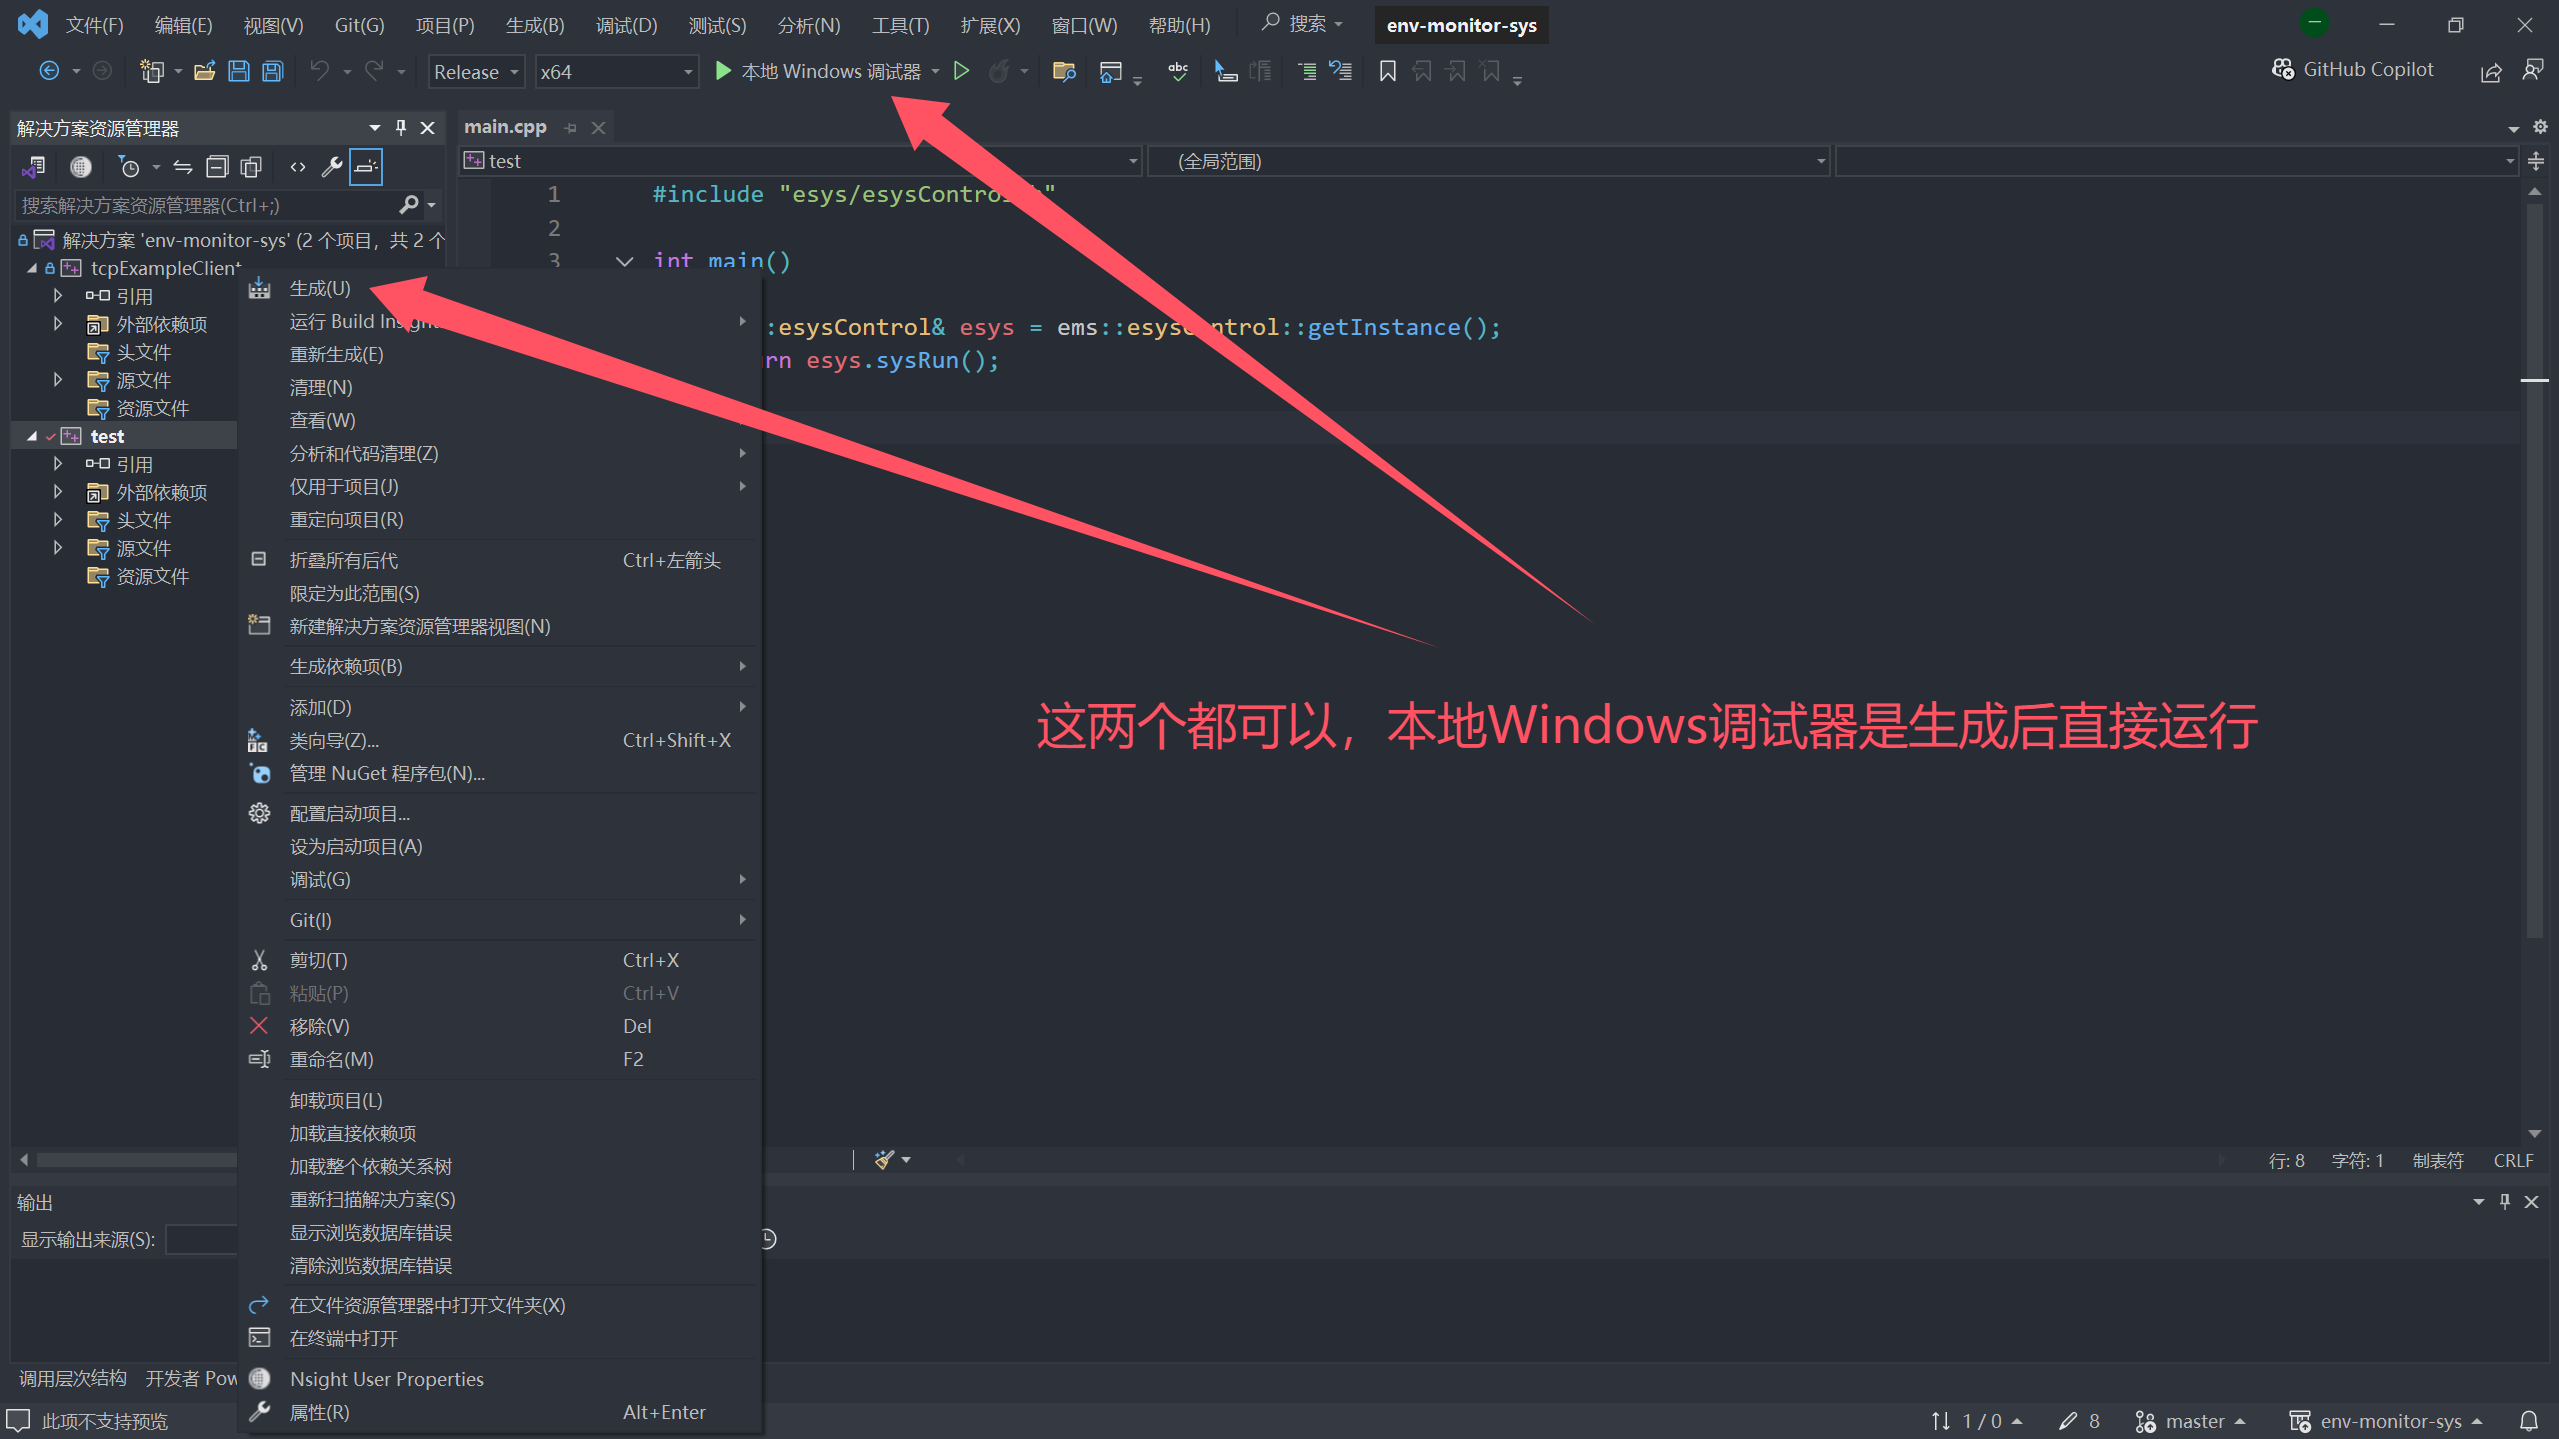 文件(F) 编辑(E) 视图(V) Git(G) 项目(P) 生成(B) 调试(D) 测试(S) 分析(N) 工具(T) 扩展(X) 窗口(W) 帮助(H) 搜索 env-monitor-sys
Release x64 本地 Windows 调试器 abc GitHub Copilot
解决方案资源管理器
main.cpp
test (全局范围)
搜索解决方案资源管理器(Ctrl+;)
解决方案 'env-monitor-sys' (2 个项目，共 2 个
tcpExampleClient
引用
外部依赖项
头文件
源文件
资源文件
test
引用
外部依赖项
头文件
源文件
资源文件
1 #include "esys/esysControl
2
3 int main()
:esysControl& esys = ems::esysControl::getInstance();
rn esys.sysRun();
生成(U)
运行 Build Insights
重新生成(E)
清理(N)
查看(W)
分析和代码清理(Z)
仅用于项目(J)
重定向项目(R)
折叠所有后代 Ctrl+左箭头
限定为此范围(S)
新建解决方案资源管理器视图(N)
生成依赖项(B)
添加(D)
类向导(Z)... Ctrl+Shift+X
管理 NuGet 程序包(N)...
配置启动项目...
设为启动项目(A)
调试(G)
Git(I)
剪切(T) Ctrl+X
粘贴(P) Ctrl+V
移除(V) Del
重命名(M) F2
卸载项目(L)
加载直接依赖项
加载整个依赖关系树
重新扫描解决方案(S)
显示浏览数据库错误
清除浏览数据库错误
在文件资源管理器中打开文件夹(X)
在终端中打开
Nsight User Properties
属性(R) Alt+Enter
这两个都可以，本地Windows调试器是生成后直接运行
行: 8 字符: 1 制表符 CRLF
输出
显示输出来源(S):
调用层次结构 开发者 Pow
此项不支持预览 1 / 0 8 master env-monitor-sys